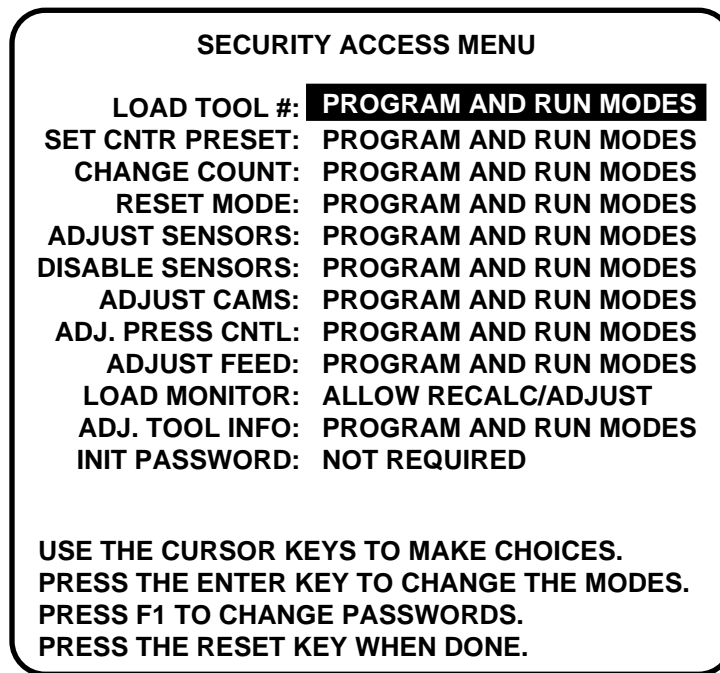 SECURITY ACCESS MENU
LOAD TOOL #: PROGRAM AND RUN MODES
SET CNTR PRESET: PROGRAM AND RUN MODES
CHANGE COUNT: PROGRAM AND RUN MODES
RESET MODE: PROGRAM AND RUN MODES
ADJUST SENSORS: PROGRAM AND RUN MODES
DISABLE SENSORS: PROGRAM AND RUN MODES
ADJUST CAMS: PROGRAM AND RUN MODES
ADJ. PRESS CNTL: PROGRAM AND RUN MODES
ADJUST FEED: PROGRAM AND RUN MODES
LOAD MONITOR: ALLOW RECALC/ADJUST
ADJ. TOOL INFO: PROGRAM AND RUN MODES
INIT PASSWORD: NOT REQUIRED
USE THE CURSOR KEYS TO MAKE CHOICES.
PRESS THE ENTER KEY TO CHANGE THE MODES.
PRESS F1 TO CHANGE PASSWORDS.
PRESS THE RESET KEY WHEN DONE.